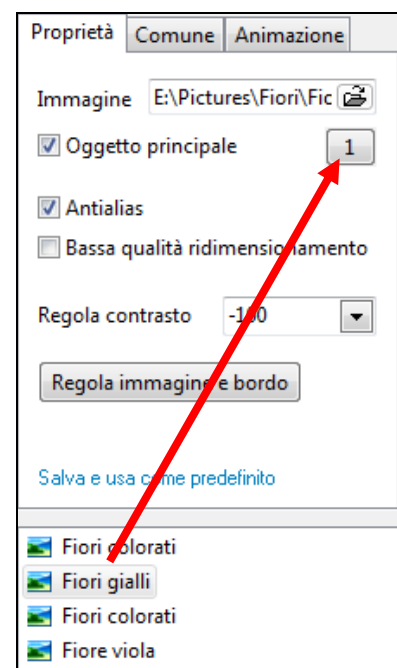 Proprietà Comune Animazione
Immagine E:\Pictures\Fiori\Fic
Oggetto principale 1
Antialias
Bassa qualità ridimensionamento
Regola contrasto -100
Regola immagine e bordo
Salva e usa come predefinito
Fiori colorati
Fiori gialli
Fiori colorati
Fiore viola